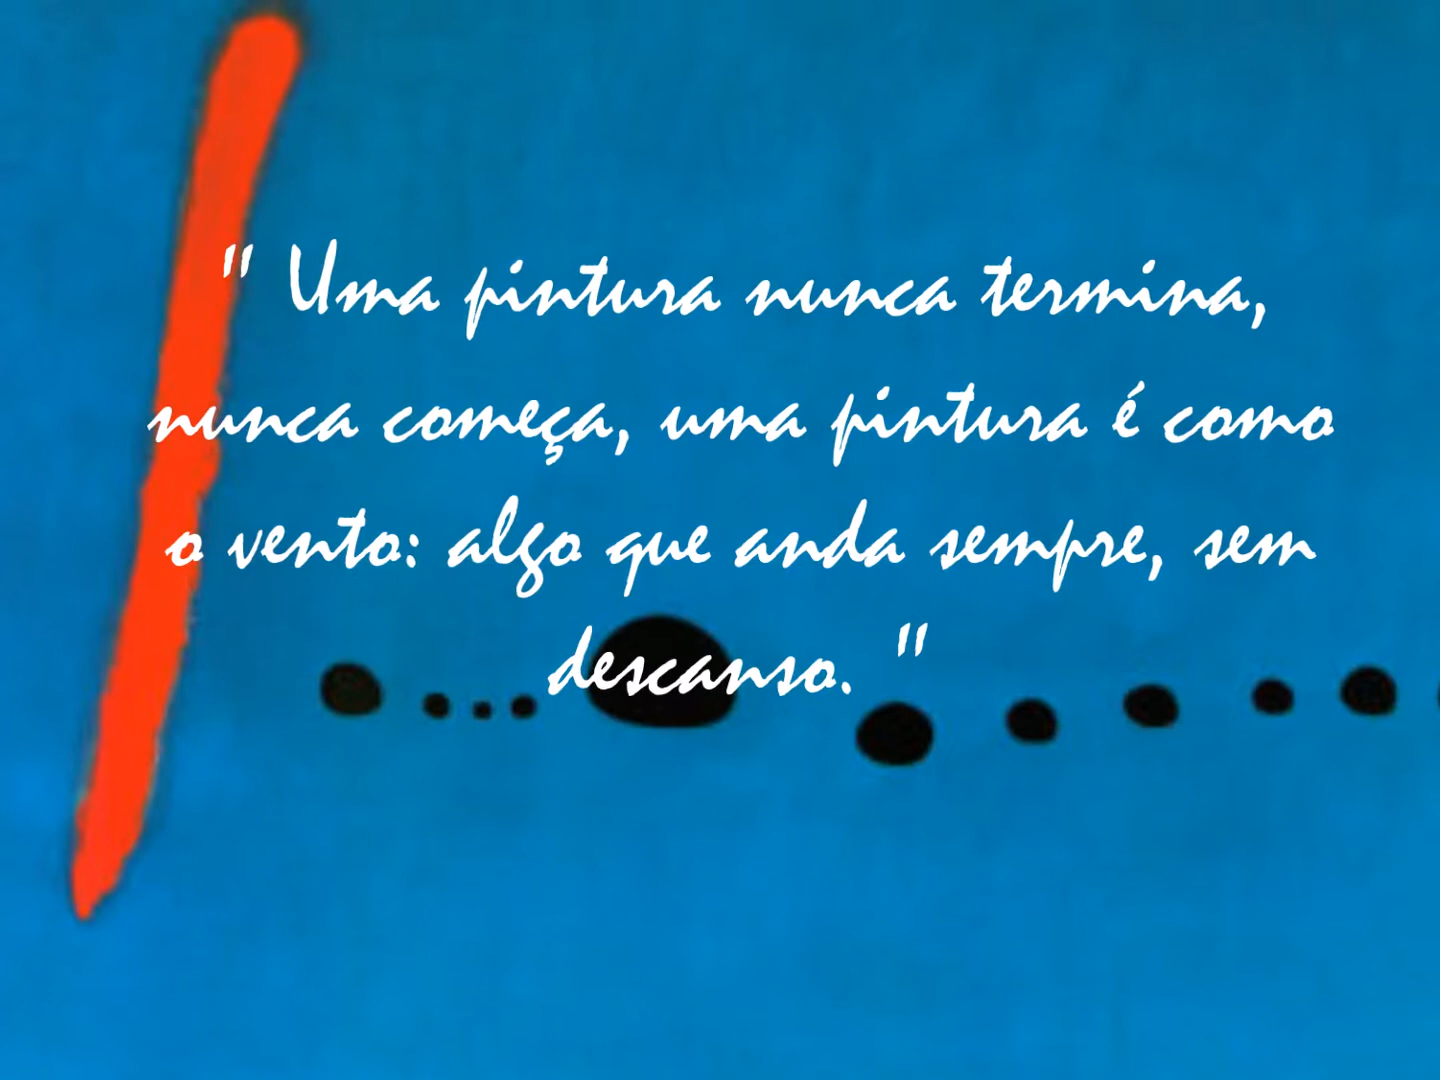 " Uma pintura nunca termina,
nunca começa, uma pintura é como
o vento: algo que anda sempre, sem
descanso. "